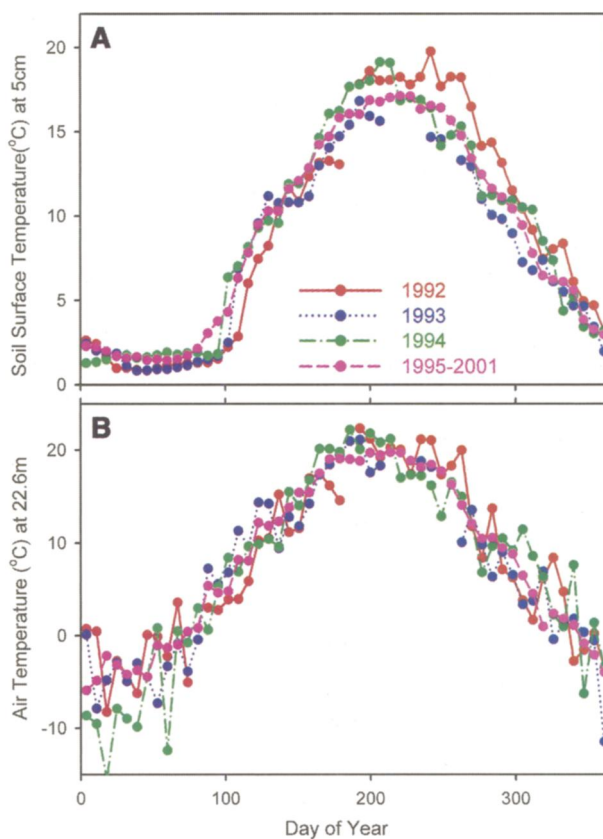 A
Soil Surface Temperature(°C) at 5cm
20
15
10
5
0
1992
1993
1994
1995-2001
B
Air Temperature (°C) at 22.6m
20
10
0
-10
0 100 200 300
Day of Year